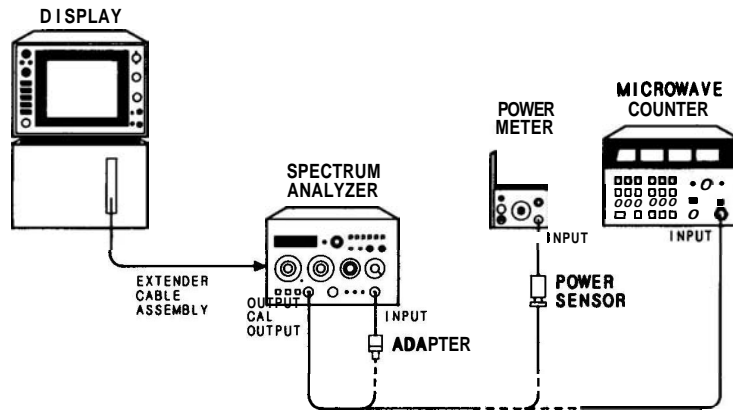 DISPLAY
MICROWAVE
COUNTER
POWER
METER
SPECTRUM
ANALYZER
INPUT
INPUT
EXTENDER
CABLE
ASSEMBLY
OUTPUT
CAL
OUTPUT
INPUT
ADAPTER
POWER
SENSOR